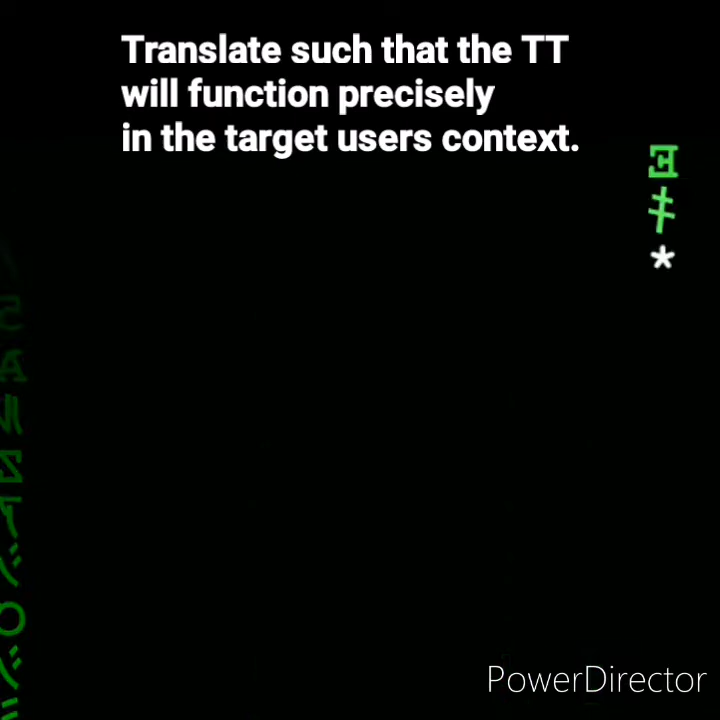 Translate such that the TT
will function precisely
in the target users context.
PowerDirector